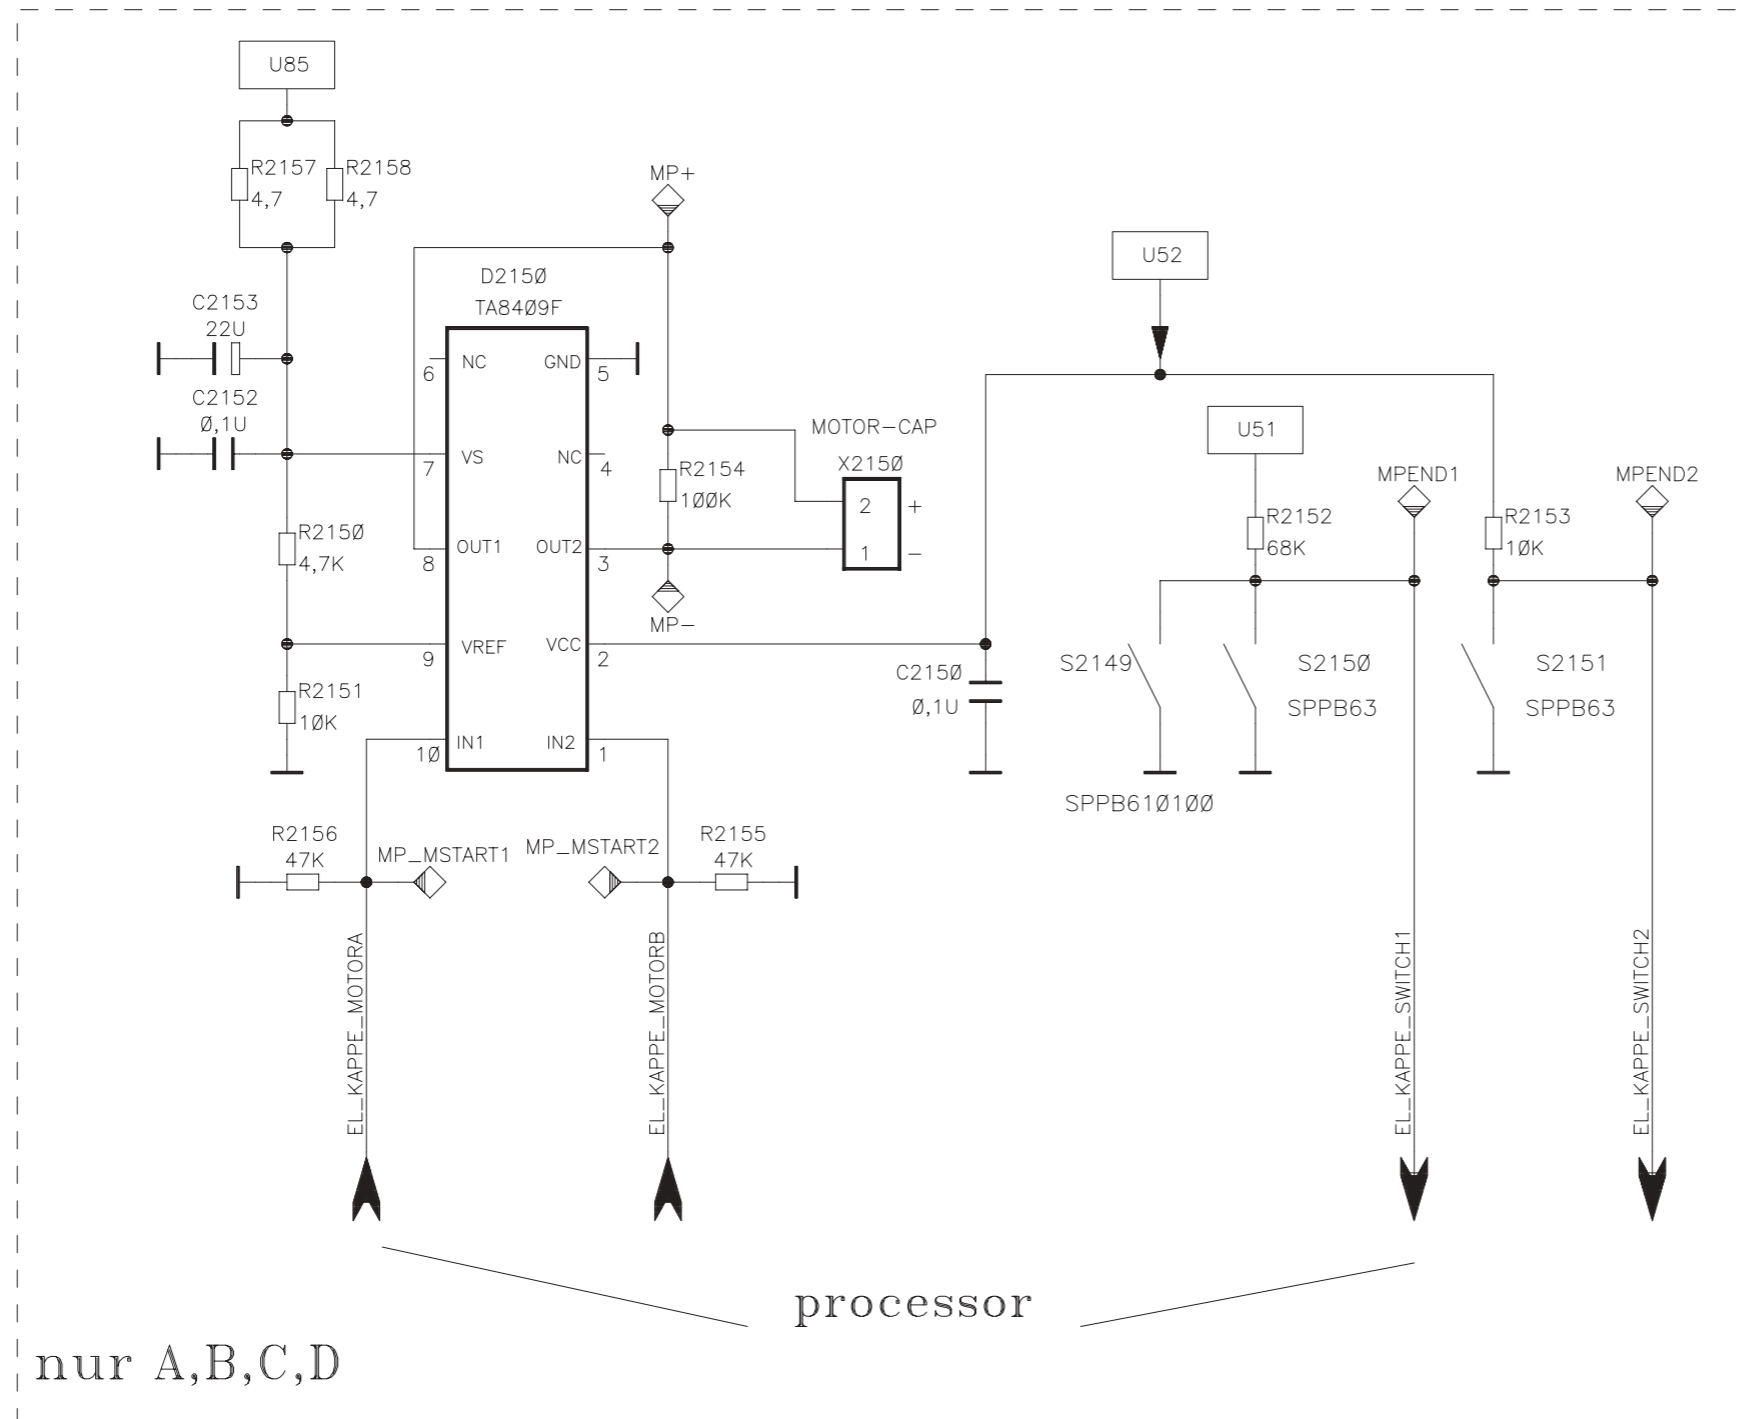 U85
R2157
4,7
R2158
4,7
MP+
U52
D215Ø
TA84Ø9F
C2153
22U
C2152
Ø,1U
6
NC
GND
5
7
VS
NC
4
8
OUT1
OUT2
3
9
VREF
VCC
2
1Ø
IN1
IN2
1
R215Ø
4,7K
R2151
1ØK
R2154
1ØØK
MP-
MOTOR-CAP
X215Ø
2
+
1
-
U51
R2152
68K
MPEND1
R2153
1ØK
MPEND2
C215Ø
Ø,1U
S2149
SPPB61Ø1ØØ
S215Ø
SPPB63
S2151
SPPB63
R2156
47K
MP_MSTART1
MP_MSTART2
R2155
47K
EL_KAPPE_MOTORA
EL_KAPPE_MOTORB
EL_KAPPE_SWITCH1
EL_KAPPE_SWITCH2
processor
nur A,B,C,D